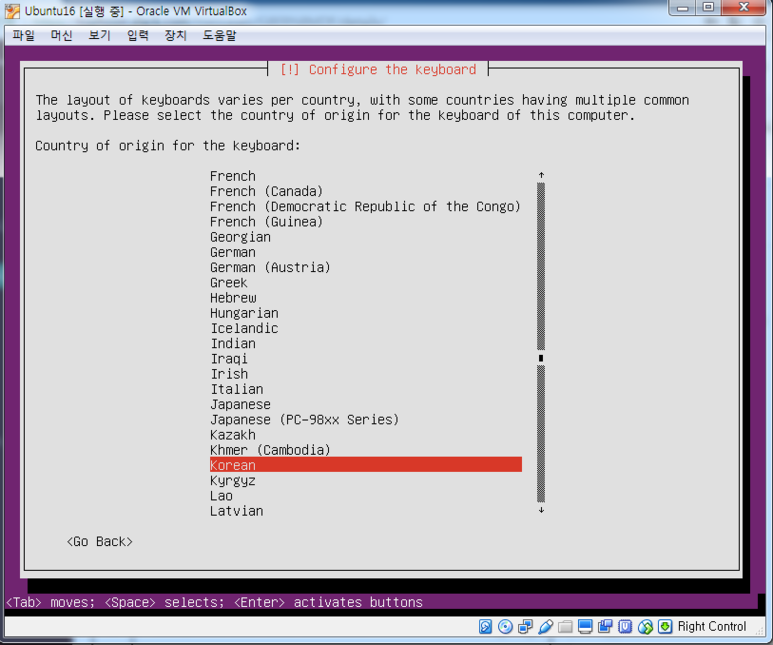 Ubuntu16 [실행 중] - Oracle VM VirtualBox
파일 머신 보기 입력 장치 도움말
[!] Configure the keyboard
The layout of keyboards varies per country, with some countries having multiple common
layouts. Please select the country of origin for the keyboard of this computer.
Country of origin for the keyboard:
French
French (Canada)
French (Democratic Republic of the Congo)
French (Guinea)
Georgian
German
German (Austria)
Greek
Hebrew
Hungarian
Icelandic
Indian
Iraqi
Irish
Italian
Japanese
Japanese (PC-98xx Series)
Kazakh
Khmer (Cambodia)
Korean
Kyrgyz
Lao
Latvian
<Go Back>
<Tab> moves; <Space> selects; <Enter> activates buttons
Right Control